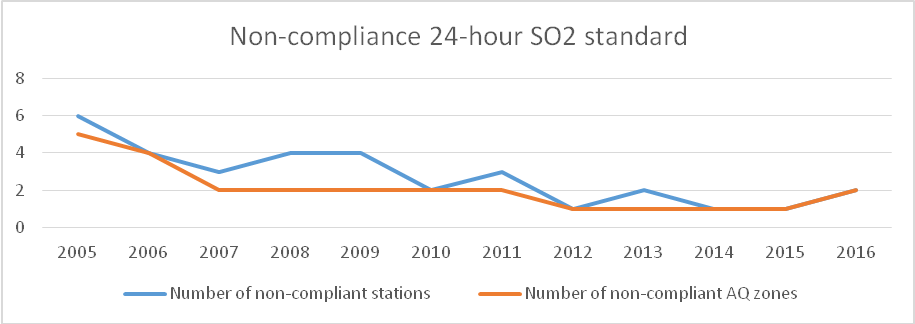 Non-compliance 24-hour SO2 standard
8
6
4
2
0
2005 2006 2007 2008 2009 2010 2011 2012 2013 2014 2015 2016
Number of non-compliant stations Number of non-compliant AQ zones